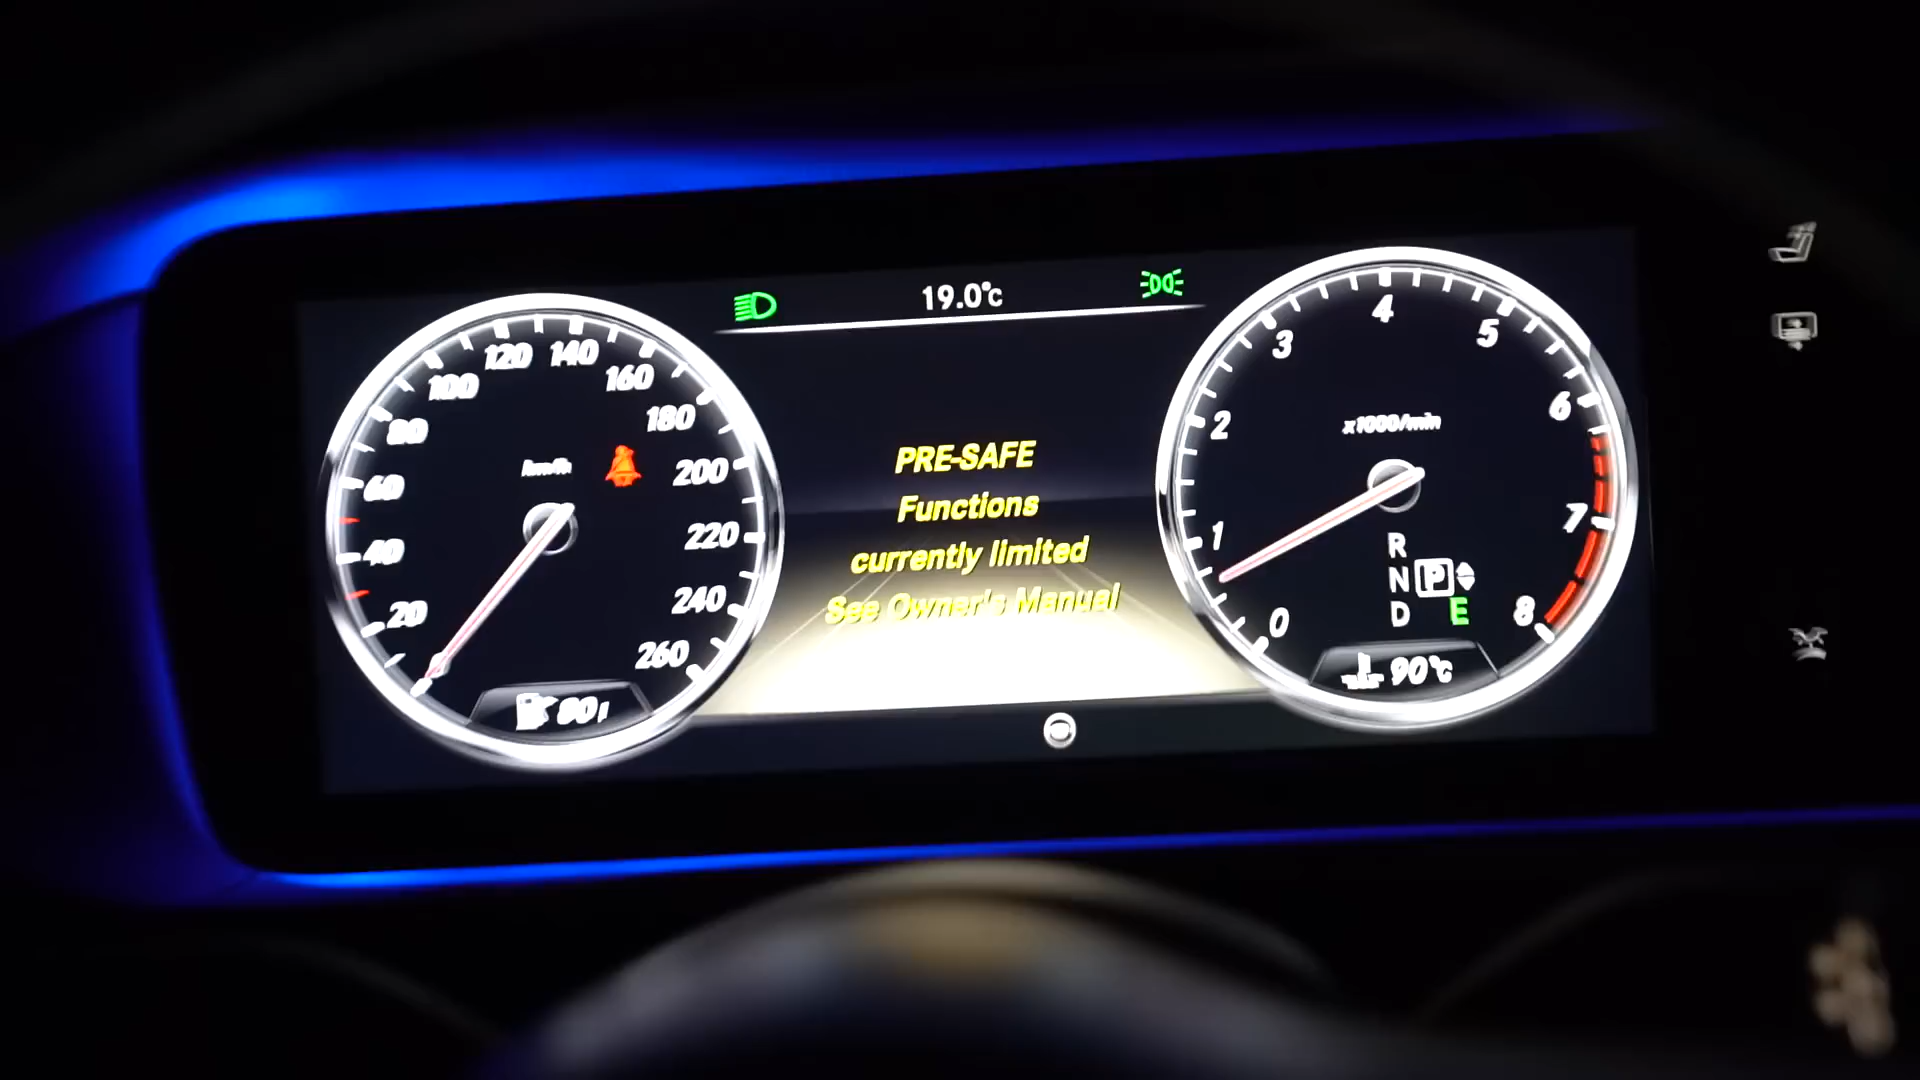 19.0°C
120 140
100 160
80 180
60 km/h 200
40 220
20 240
260
PRE-SAFE
Functions
currently limited
See Owner's Manual
4
3 5
2 x1000/min 6
1 7
0 8
R
N P
D E
90°C